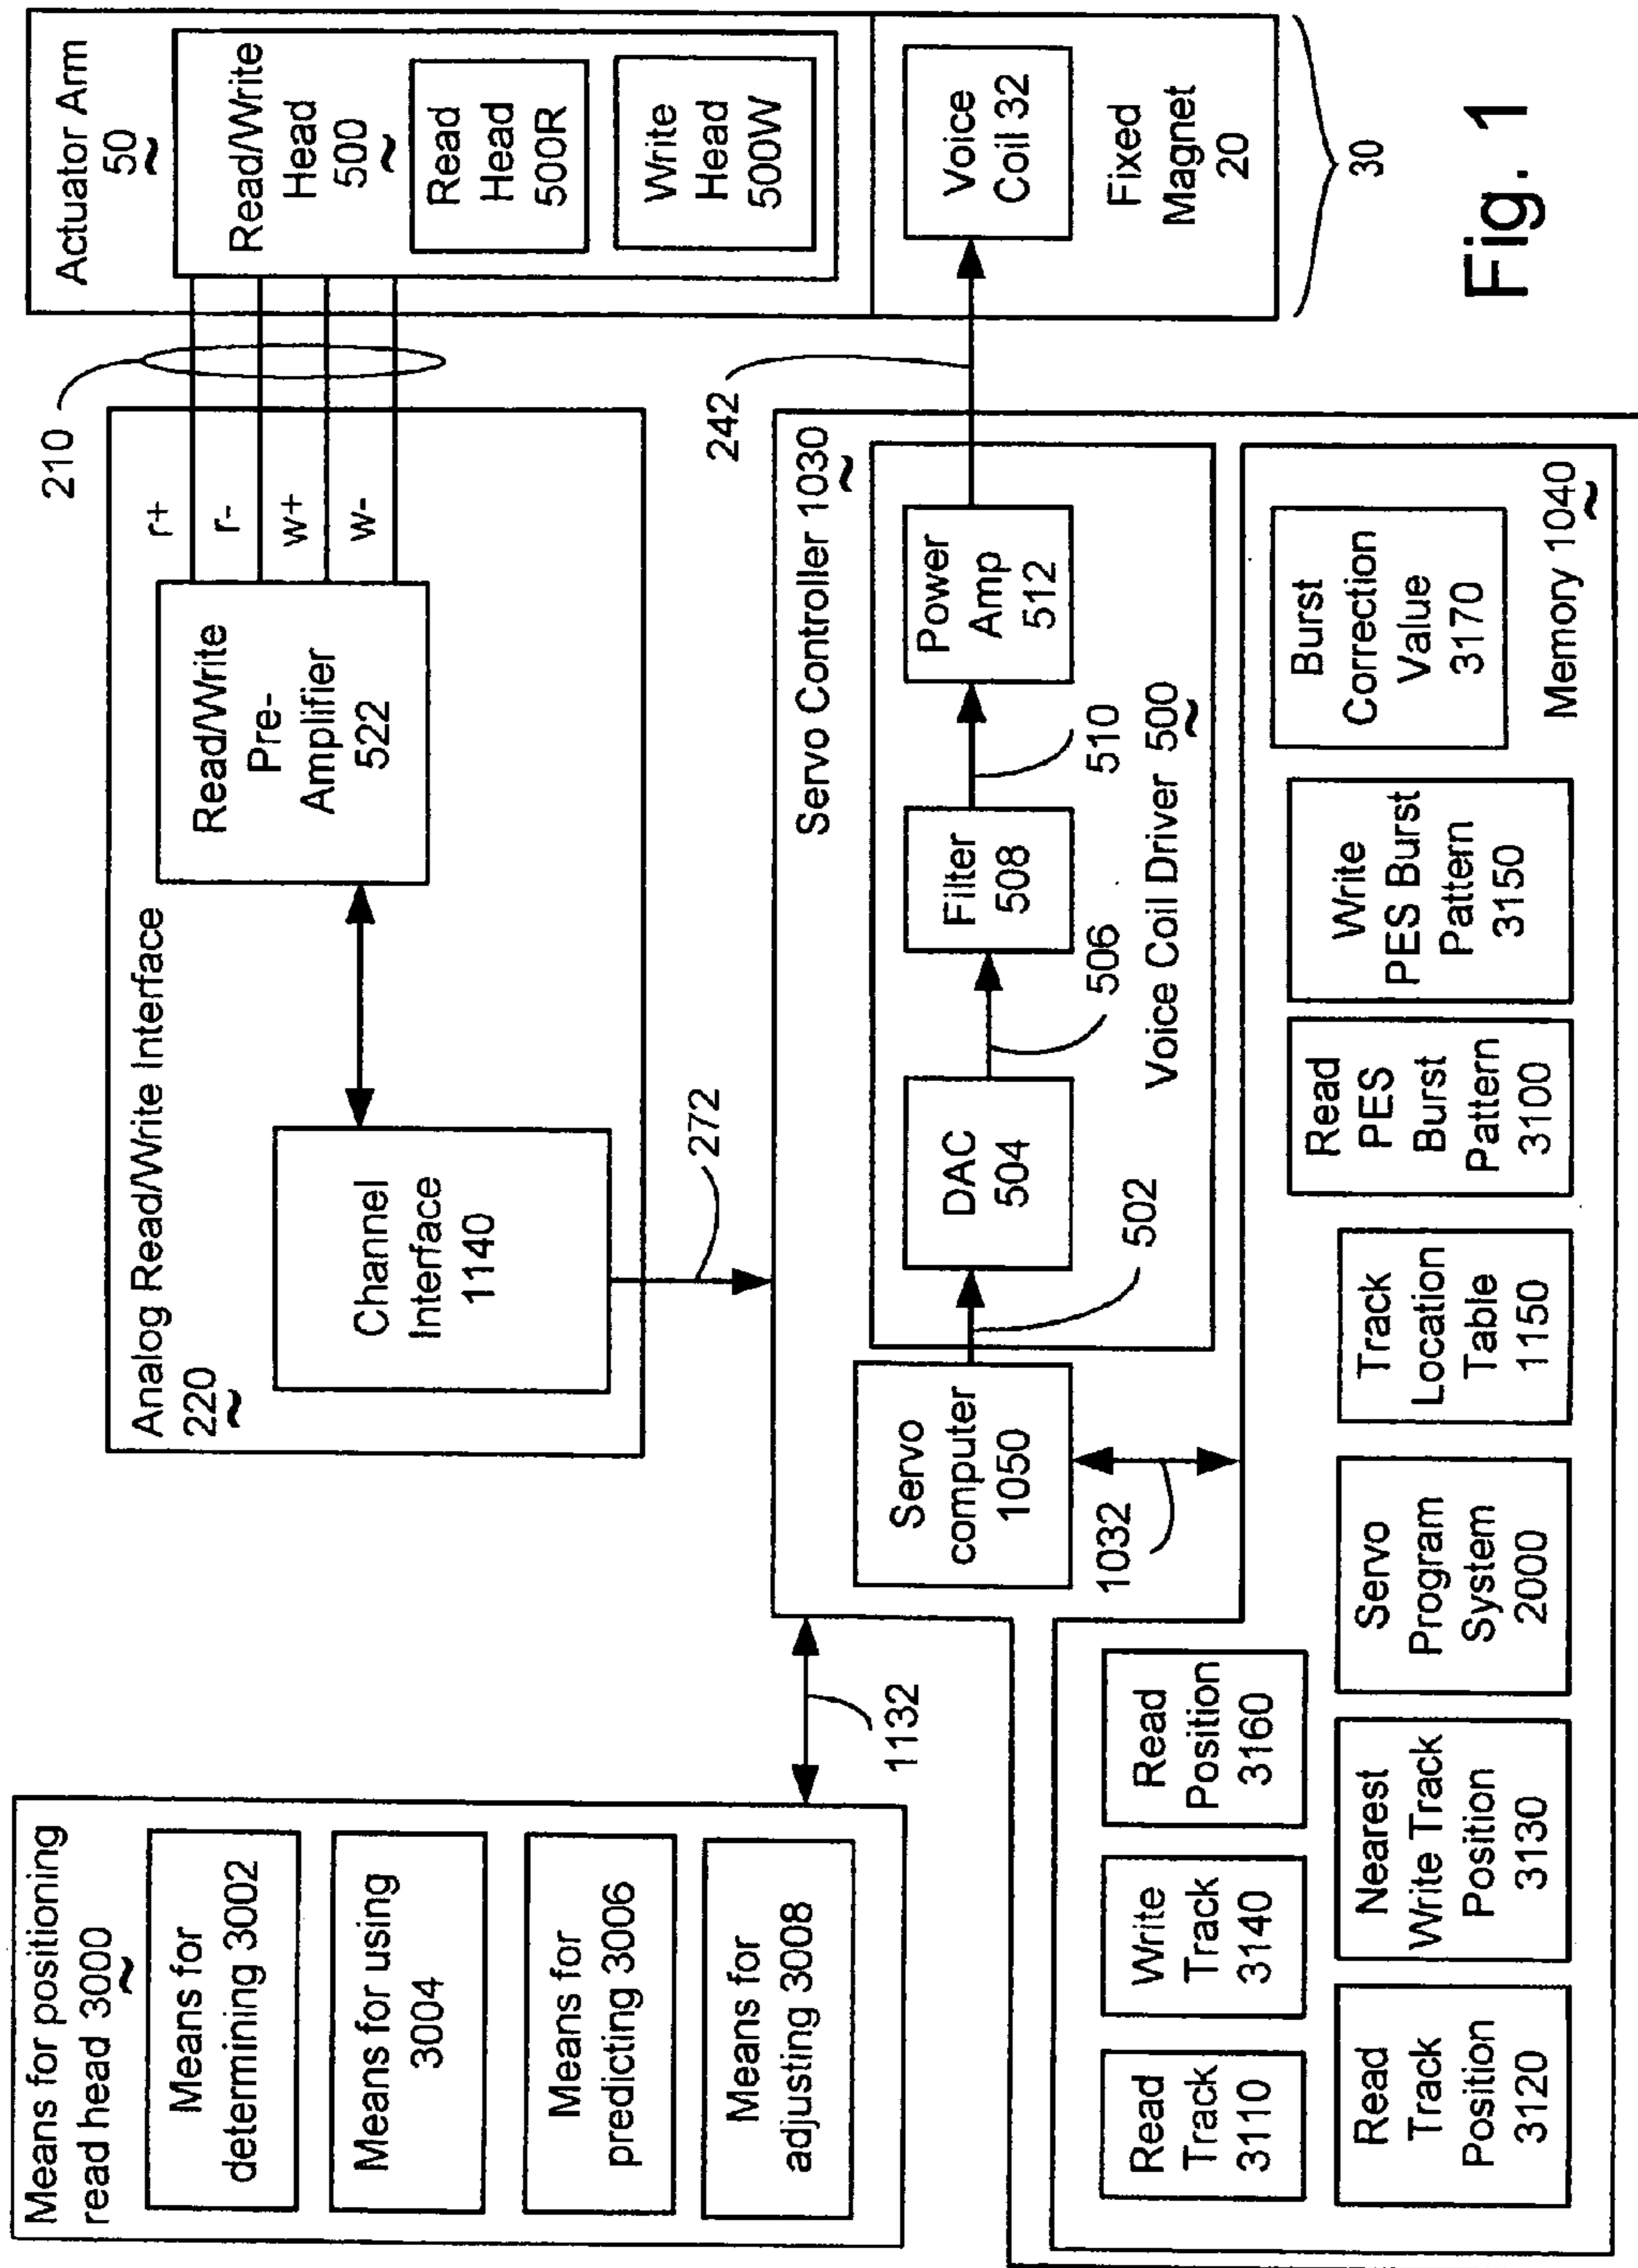 Means for positioning
read head 3000
Means for
determining 3002
Means for using
3004
Means for
predicting 3006
Means for
adjusting 3008
1132
Analog Read/Write Interface
220
Channel
Interface
1140
Read/Write
Pre-
Amplifier
522
r+
r-
w+
w-
210
272
Actuator Arm
50
Read/Write
Head
500
Read
Head
500R
Write
Head
500W
Voice
Coil 32
Fixed
Magnet
20
30
242
Servo Controller 1030
Servo
computer
1050
502
DAC
504
506
Filter
508
510
Power
Amp
512
Voice Coil Driver 500
1032
Read
Track
3110
Write
Track
3140
Read
Position
3160
Read
Track
Position
3120
Nearest
Write Track
Position
3130
Servo
Program
System
2000
Track
Location
Table
1150
Read
PES
Burst
Pattern
3100
Write
PES Burst
Pattern
3150
Burst
Correction
Value
3170
Memory 1040
Fig. 1